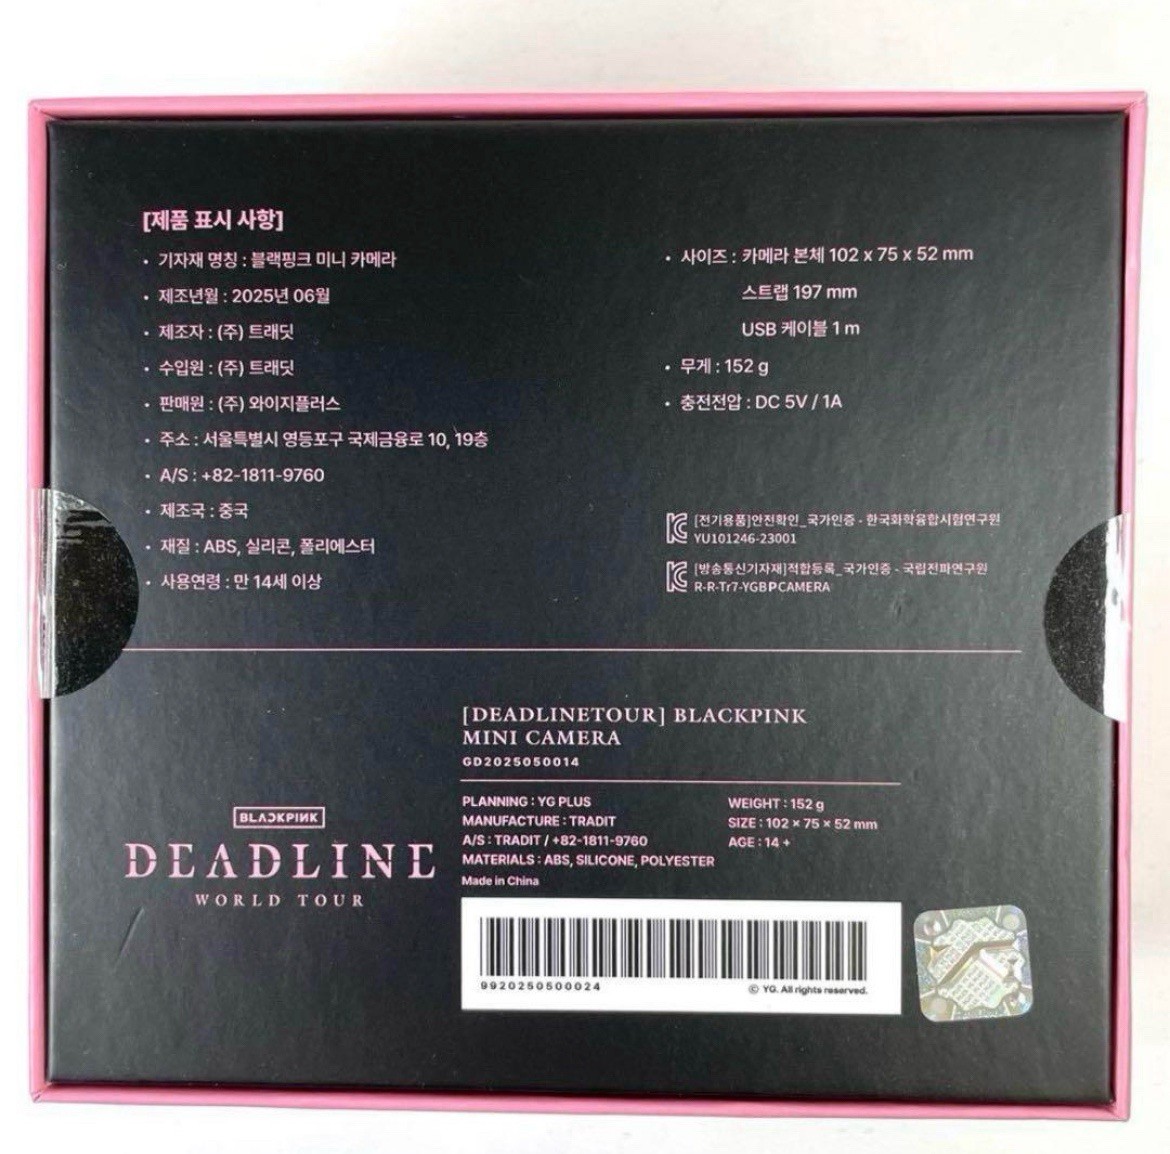 [제품 표시 사항]
· 기자재 명칭 : 블랙핑크 미니 카메라
· 제조년월 : 2025년 06월
· 제조자 : (주) 트래딧
· 수입원 : (주) 트래딧
· 판매원 : (주) 와이지플러스
· 주소 : 서울특별시 영등포구 국제금융로 10, 19층
· A/S : +82-1811-9760
· 제조국 : 중국
· 재질 : ABS, 실리콘, 폴리에스터
· 사용연령 : 만 14세 이상
· 사이즈 : 카메라 본체 102 x 75 x 52 mm
스트랩 197 mm
USB 케이블 1 m
· 무게 : 152 g
· 충전전압 : DC 5V / 1A
[전기용품]안전확인_국가인증 - 한국화학융합시험연구원
YU101246-23001
[방송통신기자재]적합등록_국가인증 - 국립전파연구원
R-R-Tr7-YGBPCAMERA
[DEADLINETOUR] BLACKPINK
MINI CAMERA
GD2025050014
PLANNING : YG PLUS
MANUFACTURE : TRADIT
A/S : TRADIT / +82-1811-9760
MATERIALS : ABS, SILICONE, POLYESTER
Made in China
WEIGHT : 152 g
SIZE : 102 × 75 × 52 mm
AGE : 14 +
BLACKPINK
DEADLINE
WORLD TOUR
9920250500024
© YG. All rights reserved.